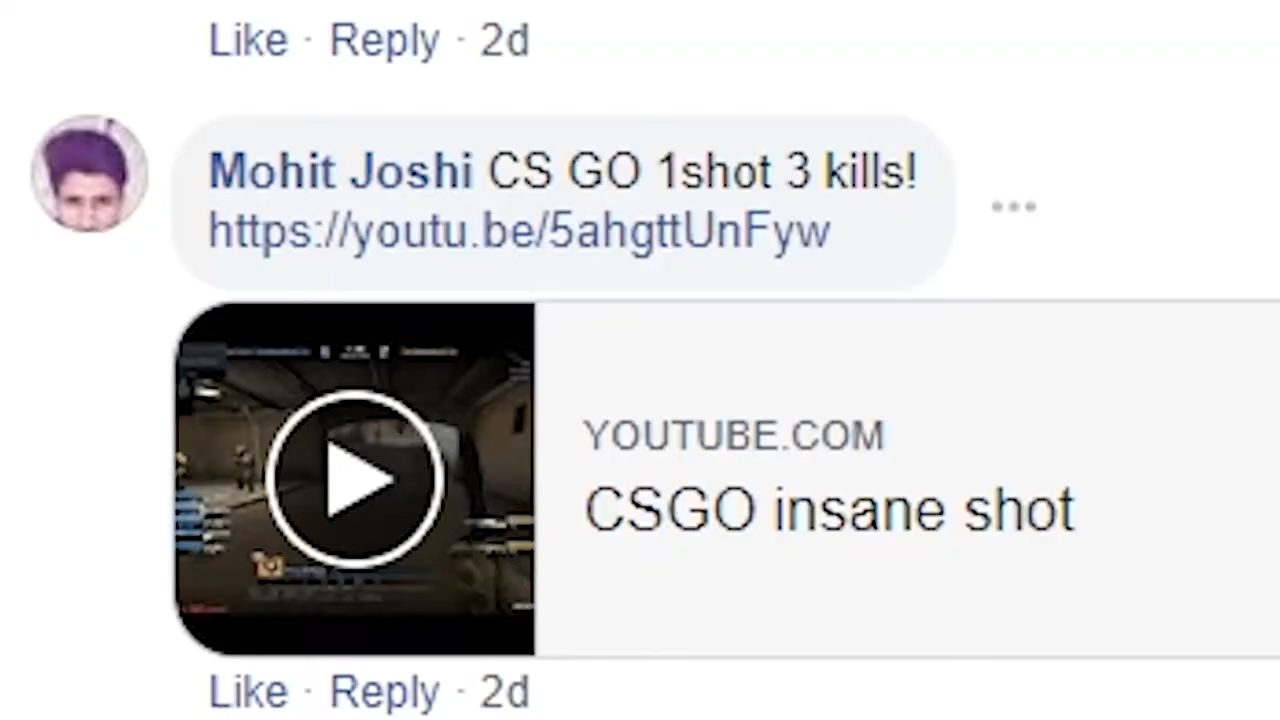 Like · Reply · 2d
Mohit Joshi CS GO 1shot 3 kills!
https://youtu.be/5ahgttUnFyw
YOUTUBE.COM
CSGO insane shot
Like · Reply · 2d